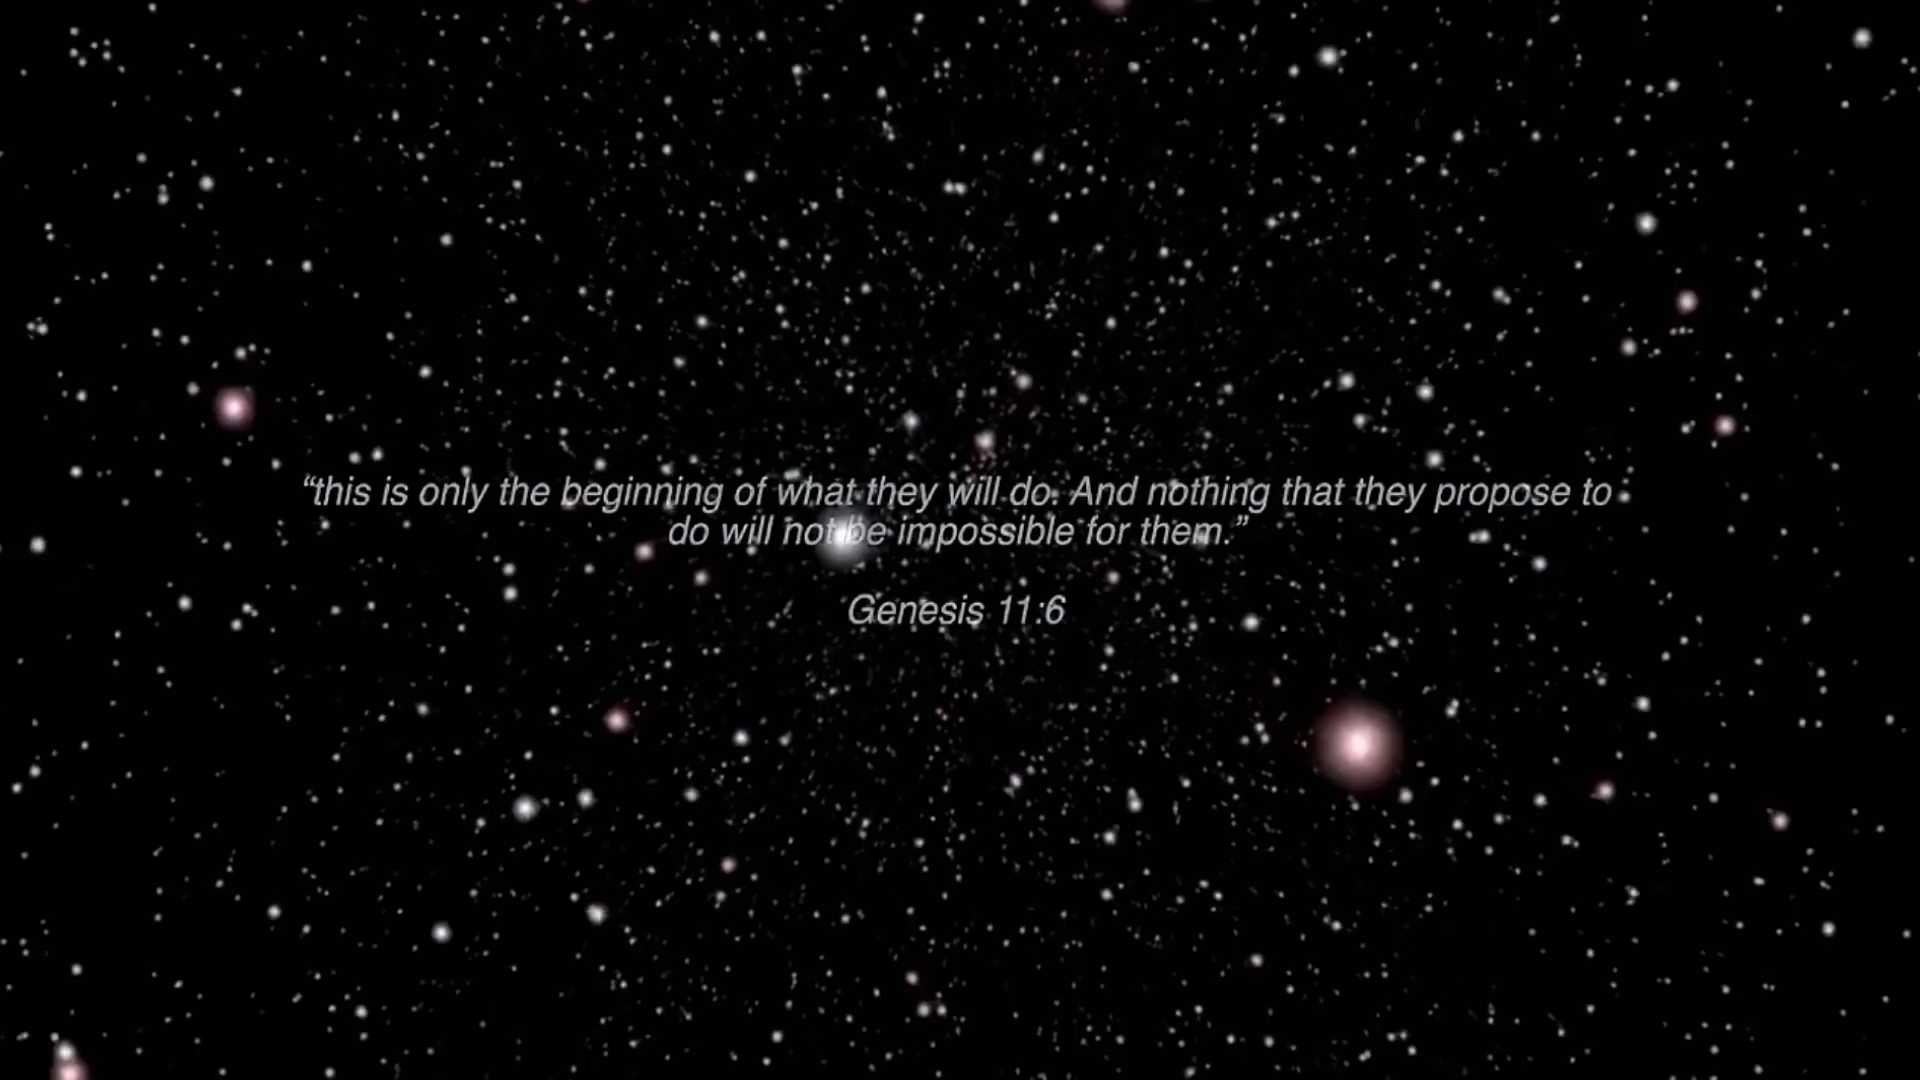 “this is only the beginning of what they will do. And nothing that they propose to
do will not be impossible for them.”
Genesis 11:6